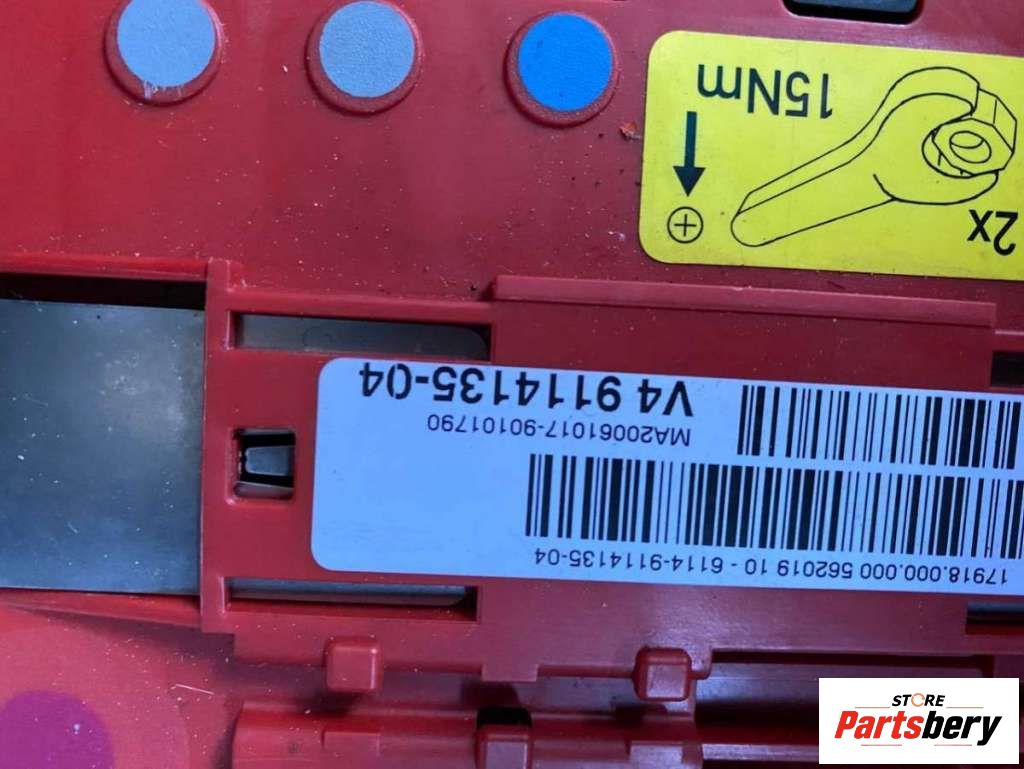 15Nm
2x
17918.000.000 562019 10 - 6114-9114135-04
MA20061017-90101790
V4 9114135-04
STORE
Partsbery